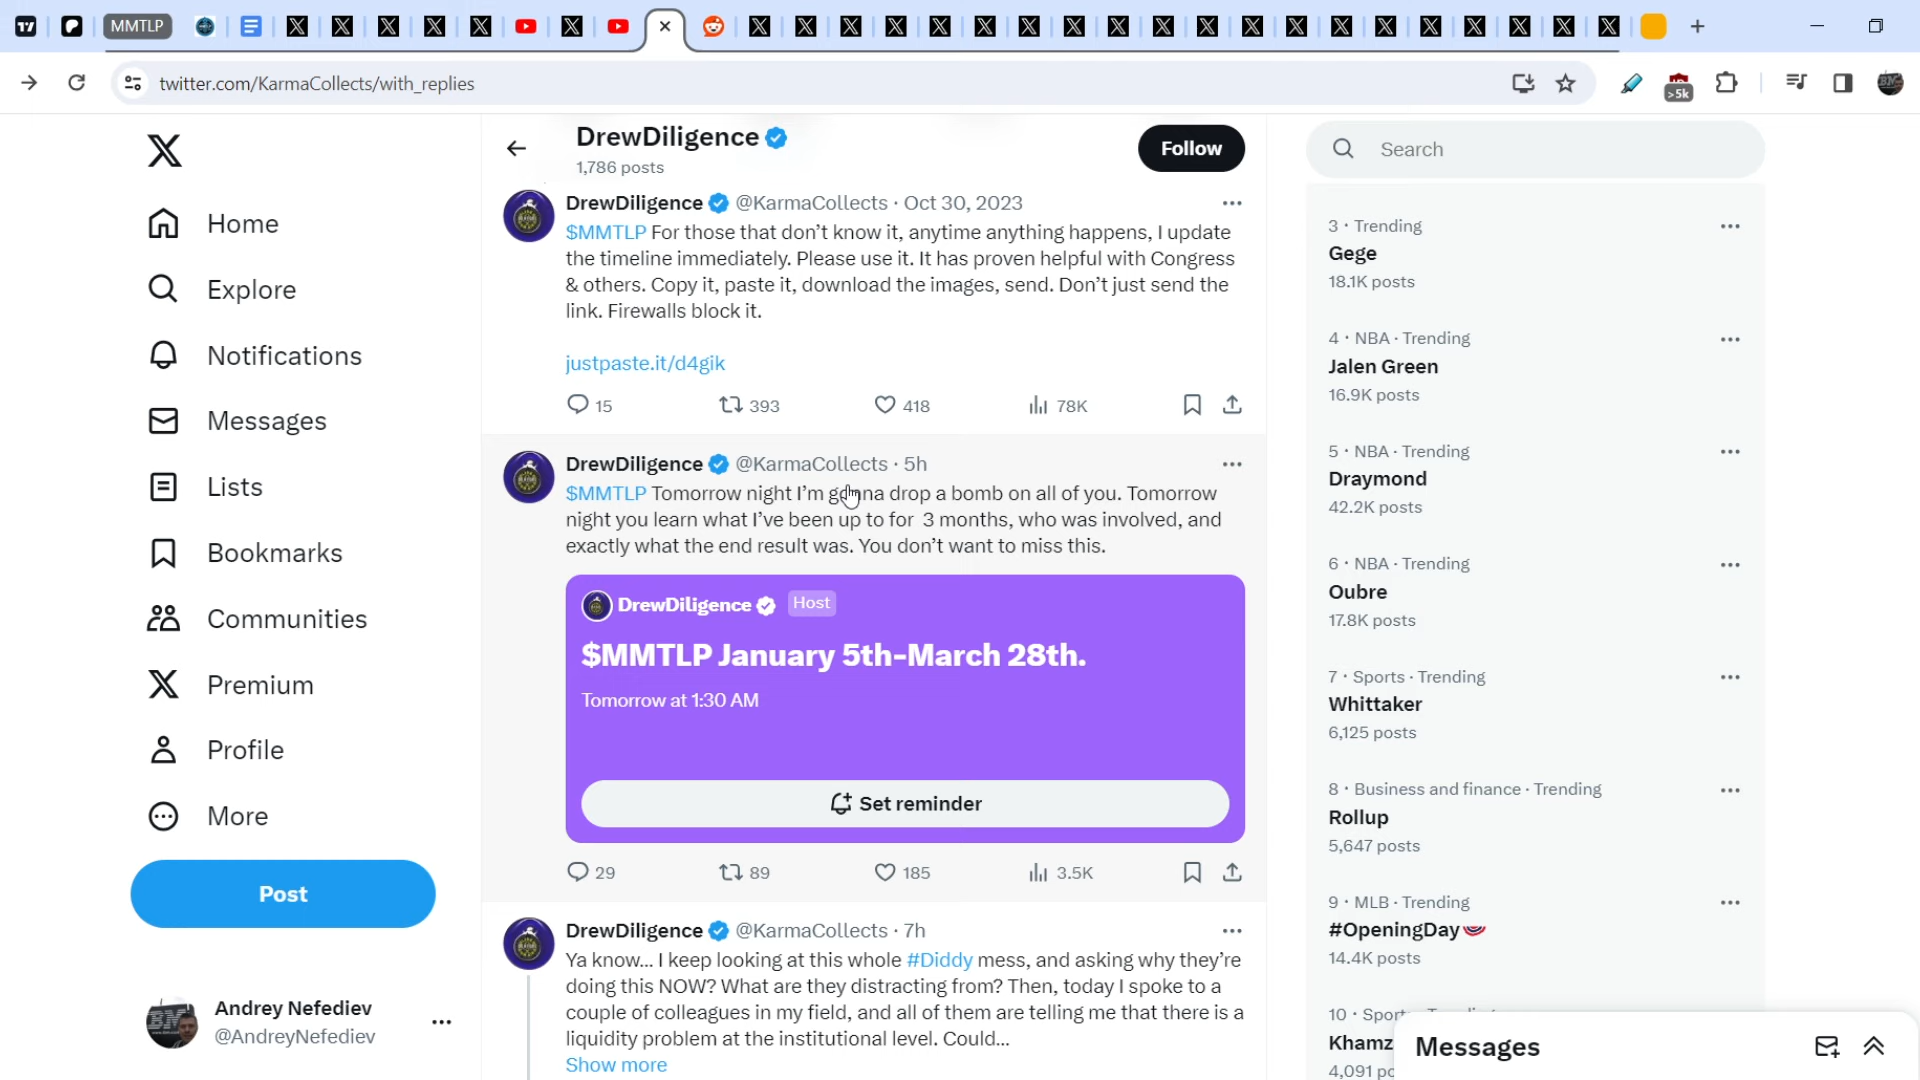 MMTLP
twitter.com/KarmaCollects/with_replies
>5k
Home
Explore
Notifications
Messages
Lists
Bookmarks
Communities
Premium
Profile
More
Post
Andrey Nefediev
@AndreyNefediev
DrewDiligence
1,786 posts
Follow
DrewDiligence @KarmaCollects · Oct 30, 2023
$MMTLP For those that don’t know it, anytime anything happens, I update
the timeline immediately. Please use it. It has proven helpful with Congress
& others. Copy it, paste it, download the images, send. Don’t just send the
link. Firewalls block it.
justpaste.it/d4gik
15 393 418 78K
DrewDiligence @KarmaCollects · 5h
$MMTLP Tomorrow night I’m gonna drop a bomb on all of you. Tomorrow
night you learn what I’ve been up to for 3 months, who was involved, and
exactly what the end result was. You don’t want to miss this.
DrewDiligence Host
$MMTLP January 5th-March 28th.
Tomorrow at 1:30 AM
Set reminder
29 89 185 3.5K
DrewDiligence @KarmaCollects · 7h
Ya know... I keep looking at this whole #Diddy mess, and asking why they’re
doing this NOW? What are they distracting from? Then, today I spoke to a
couple of colleagues in my field, and all of them are telling me that there is a
liquidity problem at the institutional level. Could...
Show more
Search
3 · Trending
Gege
18.1K posts
4 · NBA · Trending
Jalen Green
16.9K posts
5 · NBA · Trending
Draymond
42.2K posts
6 · NBA · Trending
Oubre
17.8K posts
7 · Sports · Trending
Whittaker
6,125 posts
8 · Business and finance · Trending
Rollup
5,647 posts
9 · MLB · Trending
#OpeningDay
14.4K posts
10 · Sport
Khamz
4,091 po
Messages